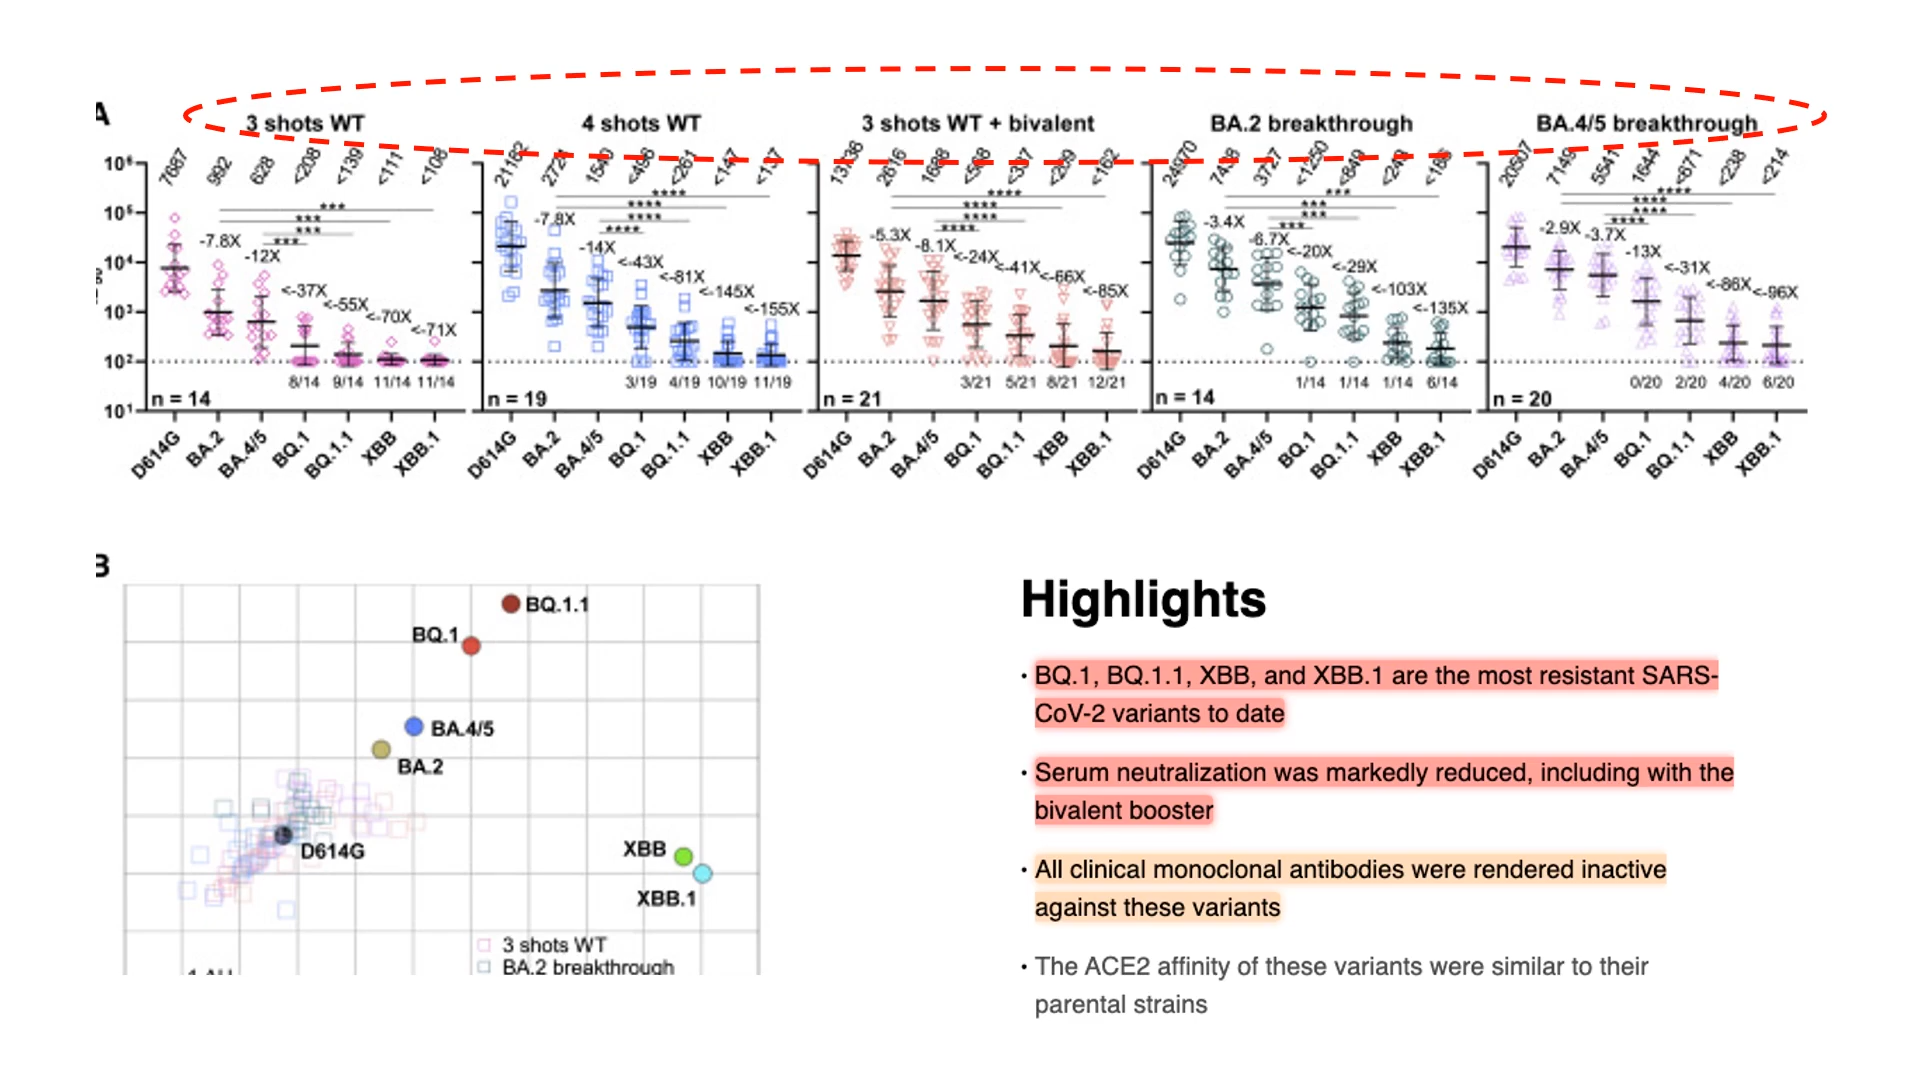 A
3 shots WT
4 shots WT
3 shots WT + bivalent
BA.2 breakthrough
BA.4/5 breakthrough
7687 992 628 <208 <139 <111 <108
21182 <147
2616 1688 <162
24970 3727 <1250
20507 7149 5541 1644 <671 <238 <214
10⁶
10⁵
10⁴
10³
10²
10¹
***
***
***
***
-7.8X
-12X
<-37X
<-55X
<-70X
<-71X
8/14 9/14 11/14 11/14
n = 14
****
****
****
****
-7.8X
-14X
<-43X
<-81X
<-145X
<-155X
3/19 4/19 10/19 11/19
n = 19
****
****
****
****
-5.3X
-8.1X
<-24X
<-41X
<-66X
<-85X
3/21 5/21 8/21 12/21
n = 21
***
***
***
***
-3.4X
-6.7X
<-20X
<-29X
<-103X
<-135X
1/14 1/14 1/14 6/14
n = 14
****
****
****
****
-2.9X
-3.7X
-13X
<-31X
<-86X
<-96X
0/20 2/20 4/20 6/20
n = 20
D614G BA.2 BA.4/5 BQ.1 BQ.1.1 XBB XBB.1
D614G BA.2 BA.4/5 BQ.1 BQ.1.1 XBB XBB.1
D614G BA.2 BA.4/5 BQ.1 BQ.1.1 XBB XBB.1
D614G BA.2 BA.4/5 BQ.1 BQ.1.1 XBB XBB.1
D614G BA.2 BA.4/5 BQ.1 BQ.1.1 XBB XBB.1
B
BQ.1.1
BQ.1
BA.4/5
BA.2
D614G
XBB
XBB.1
3 shots WT
BA.2 breakthrough
Highlights
• BQ.1, BQ.1.1, XBB, and XBB.1 are the most resistant SARS-
CoV-2 variants to date
• Serum neutralization was markedly reduced, including with the
bivalent booster
• All clinical monoclonal antibodies were rendered inactive
against these variants
• The ACE2 affinity of these variants were similar to their
parental strains